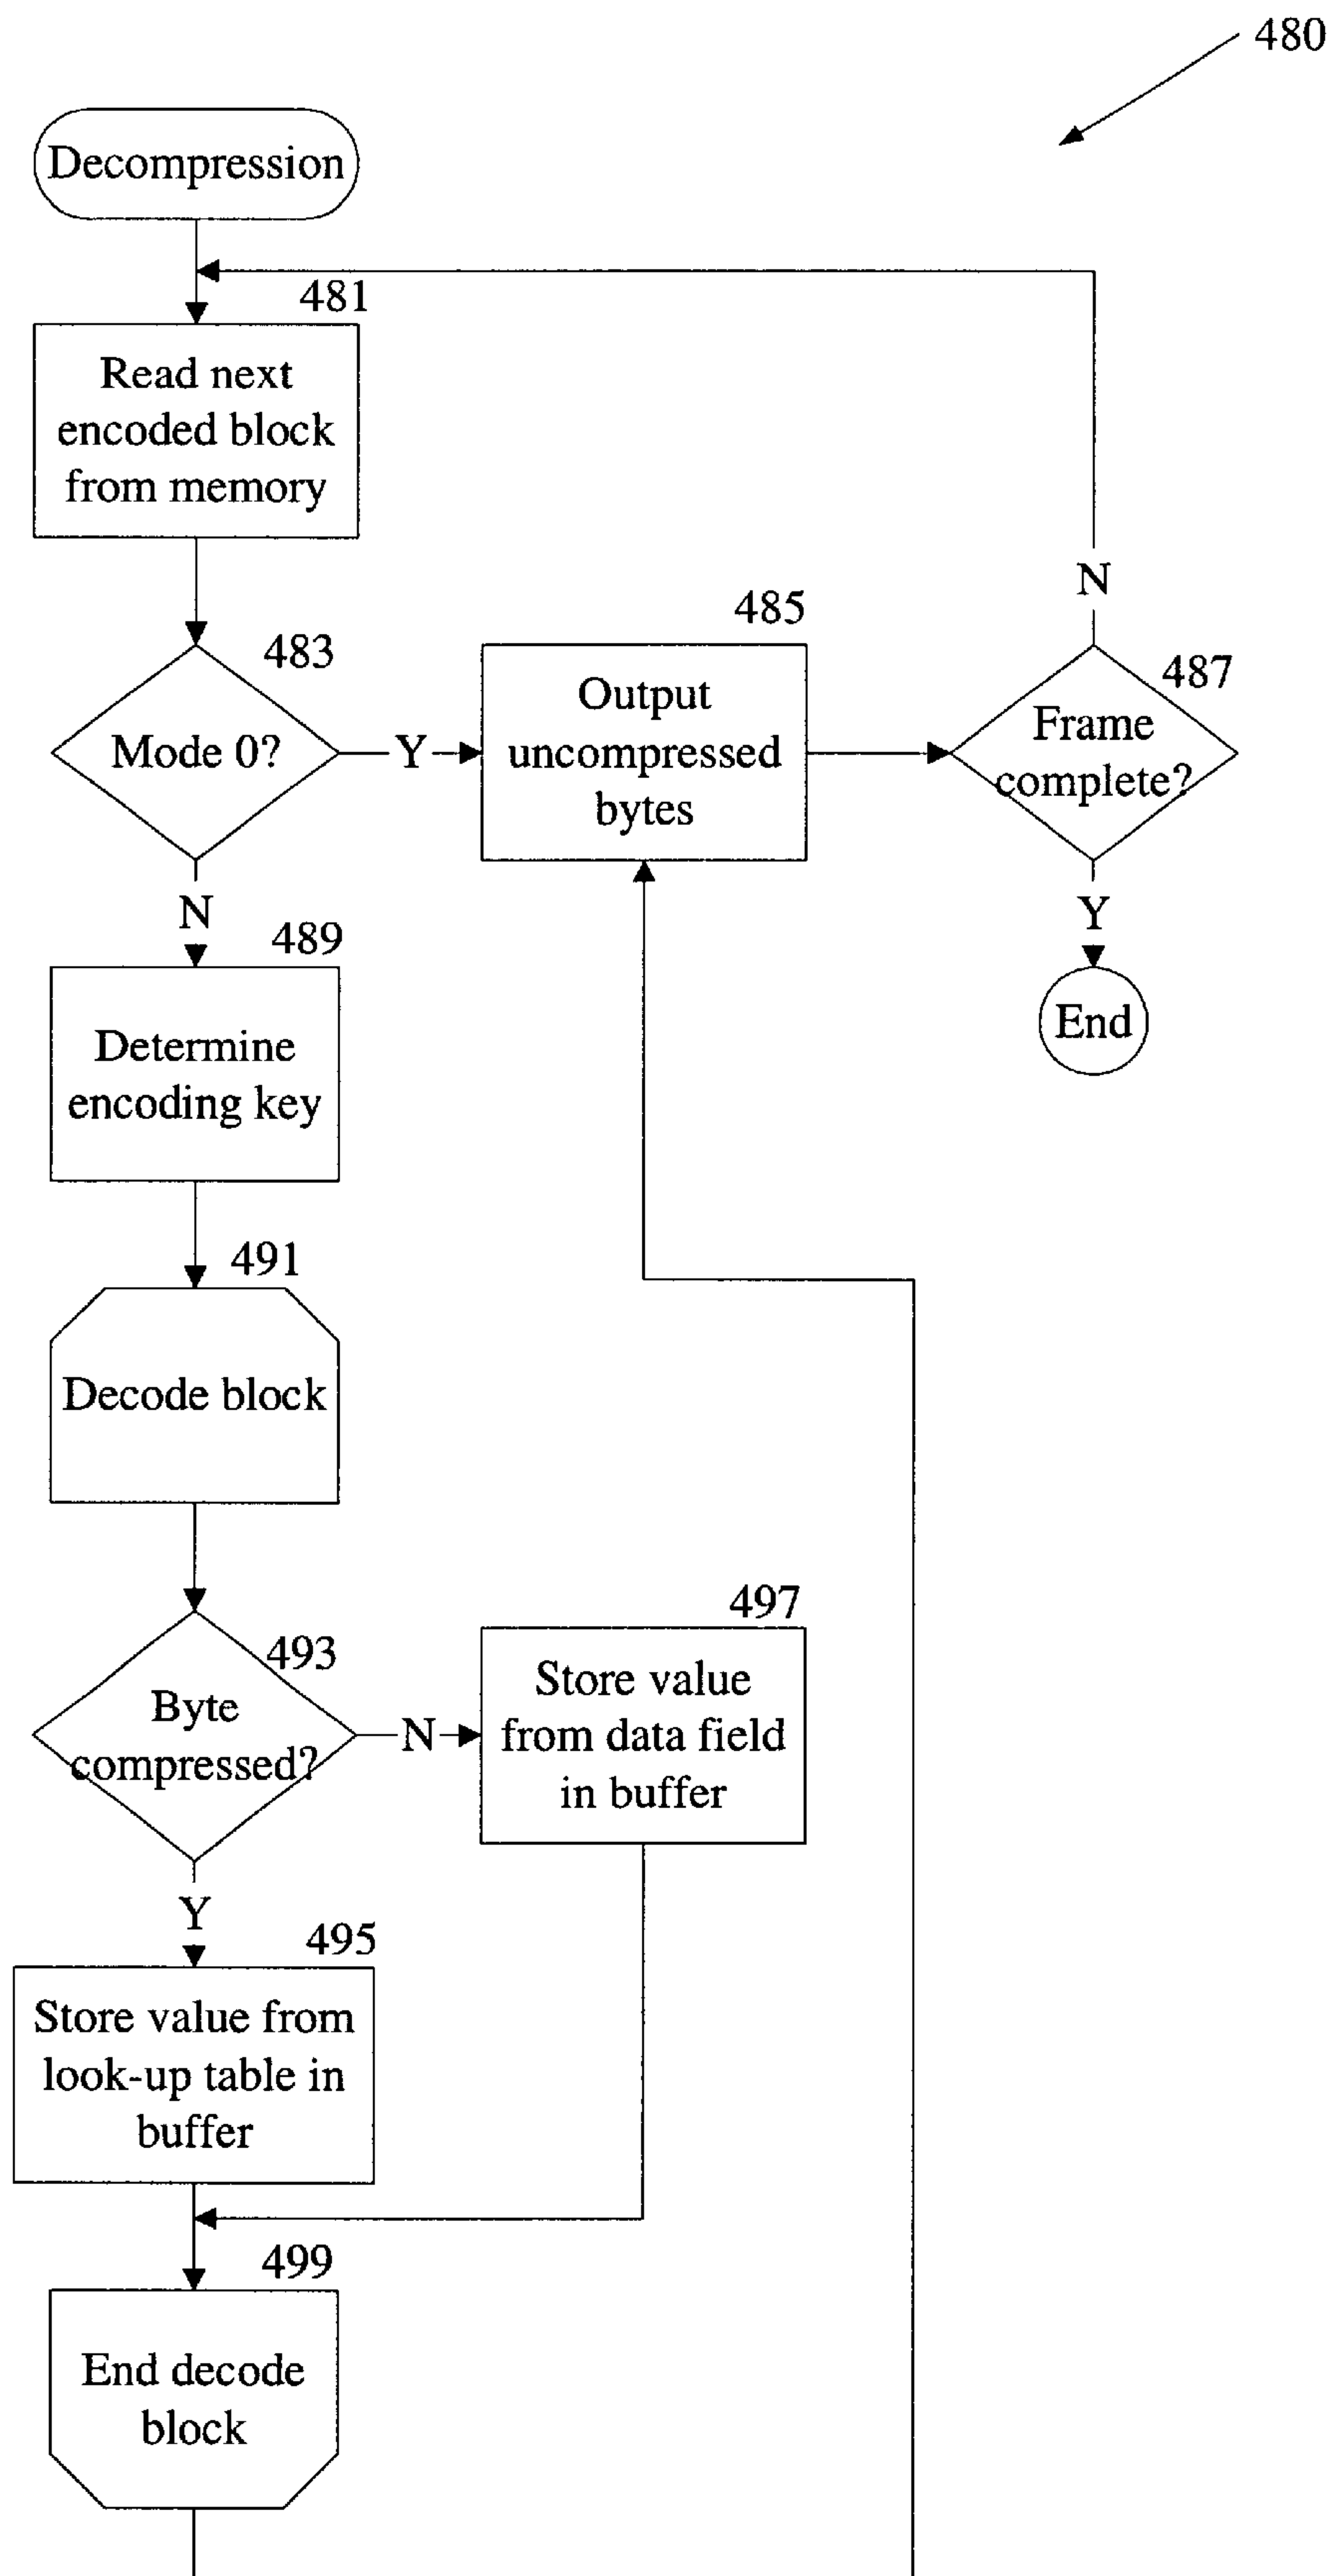 480
Decompression
481
Read next
encoded block
from memory
N
485
483
487
Output
uncompressed
bytes
Mode 0?
Y
Frame
complete?
N
Y
489
End
Determine
encoding key
491
Decode block
497
493
Store value
from data field
in buffer
Byte
compressed?
N
Y
495
Store value from
look-up table in
buffer
499
End decode
block